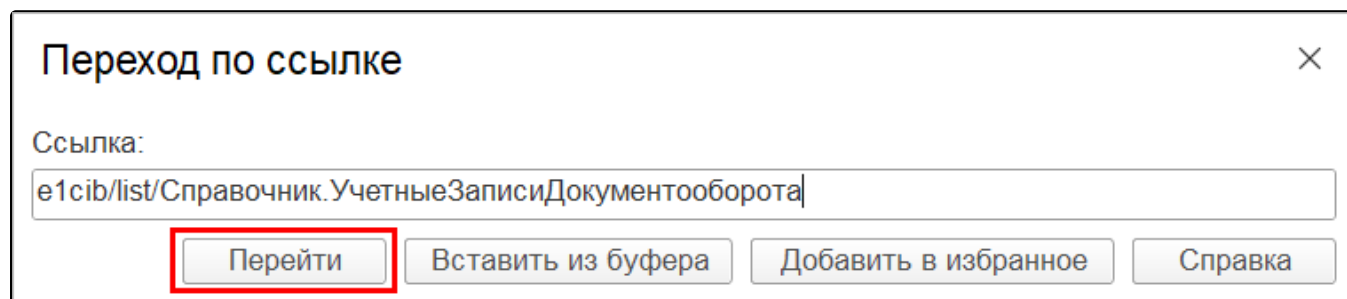 Переход по ссылке
Ссылка:
e1cib/list/Справочник.УчетныеЗаписиДокументооборота
Перейти Вставить из буфера Добавить в избранное Справка